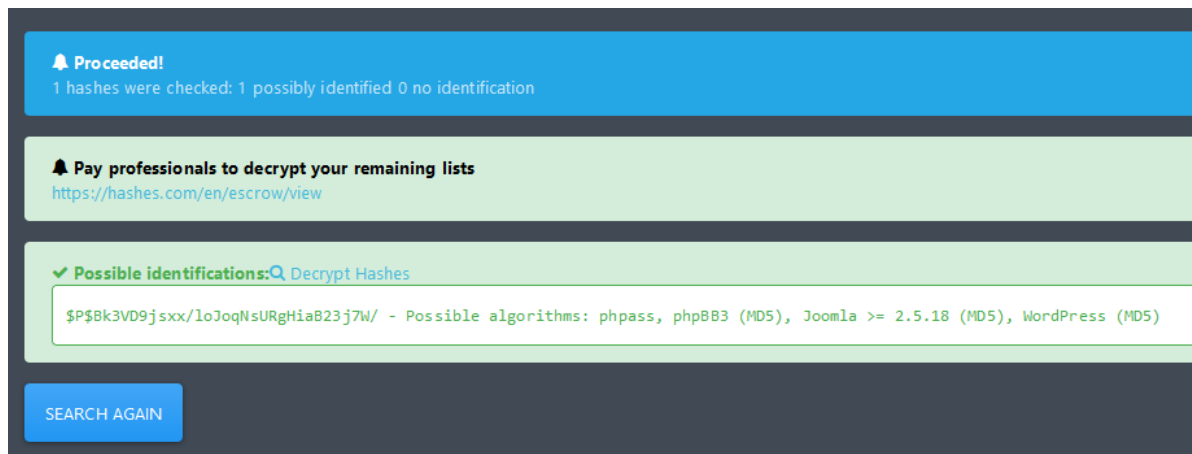 Proceeded!
1 hashes were checked: 1 possibly identified 0 no identification
Pay professionals to decrypt your remaining lists
https://hashes.com/en/escrow/view
Possible identifications: Decrypt Hashes
$P$Bk3VD9jsxx/loJoqNsURgHiaB23j7W/ - Possible algorithms: phpass, phpBB3 (MD5), Joomla >= 2.5.18 (MD5), WordPress (MD5)
SEARCH AGAIN